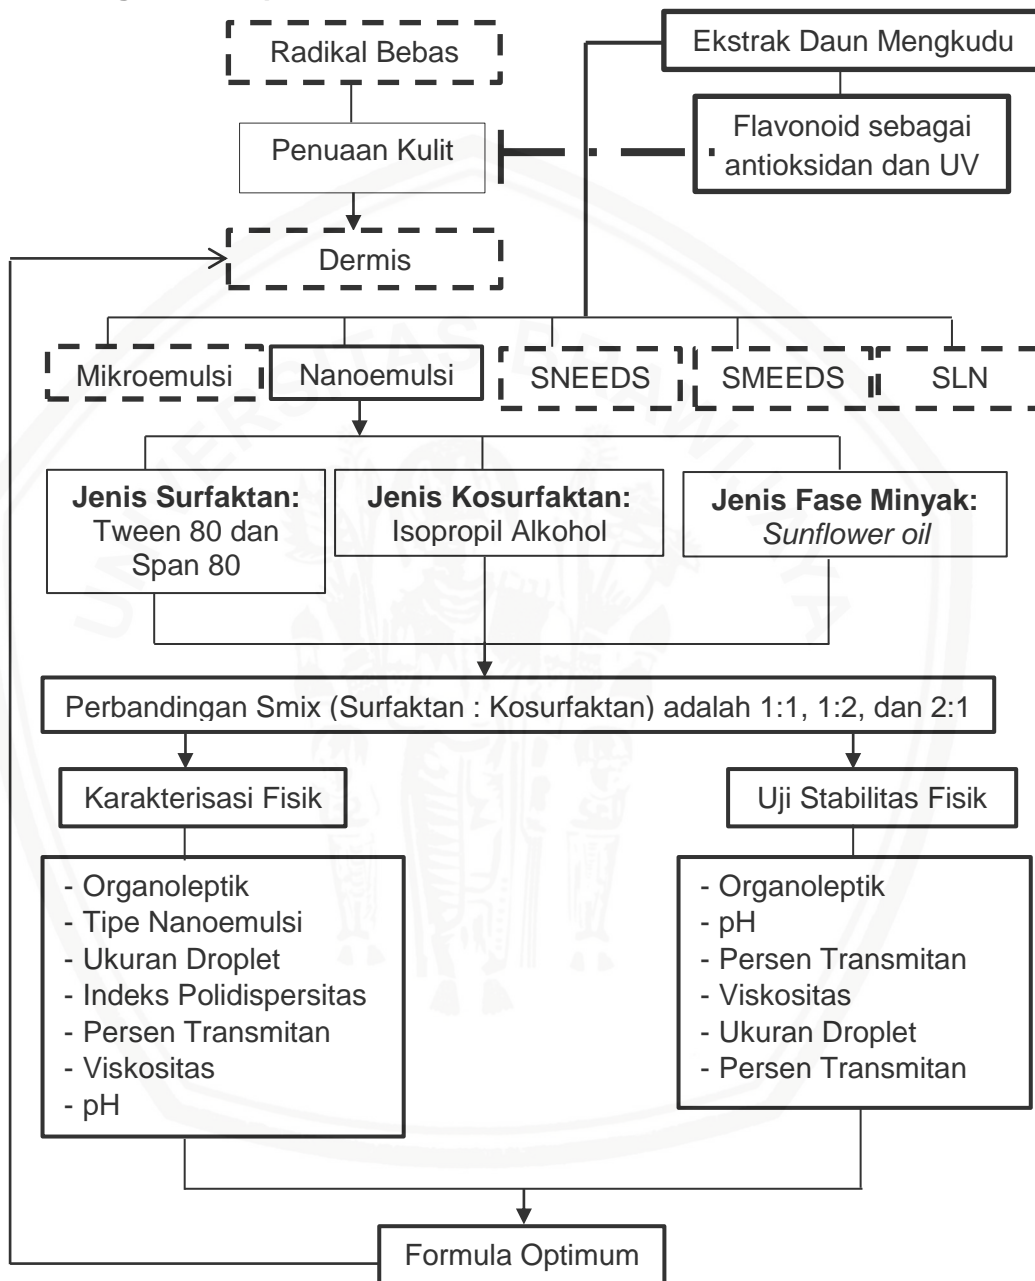 Radikal Bebas
Ekstrak Daun Mengkudu
Penuaan Kulit
Flavonoid sebagai
antioksidan dan UV
Dermis
Mikroemulsi
Nanoemulsi
SNEEDS
SMEEDS
SLN
Jenis Surfaktan:
Tween 80 dan
Span 80
Jenis Kosurfaktan:
Isopropil Alkohol
Jenis Fase Minyak:
Sunflower oil
Perbandingan Smix (Surfaktan : Kosurfaktan) adalah 1:1, 1:2, dan 2:1
Karakterisasi Fisik
Uji Stabilitas Fisik
- Organoleptik
- Tipe Nanoemulsi
- Ukuran Droplet
- Indeks Polidispersitas
- Persen Transmitan
- Viskositas
- pH
- Organoleptik
- pH
- Persen Transmitan
- Viskositas
- Ukuran Droplet
- Persen Transmitan
Formula Optimum
UNIVERSITAS BRAWIJAYA